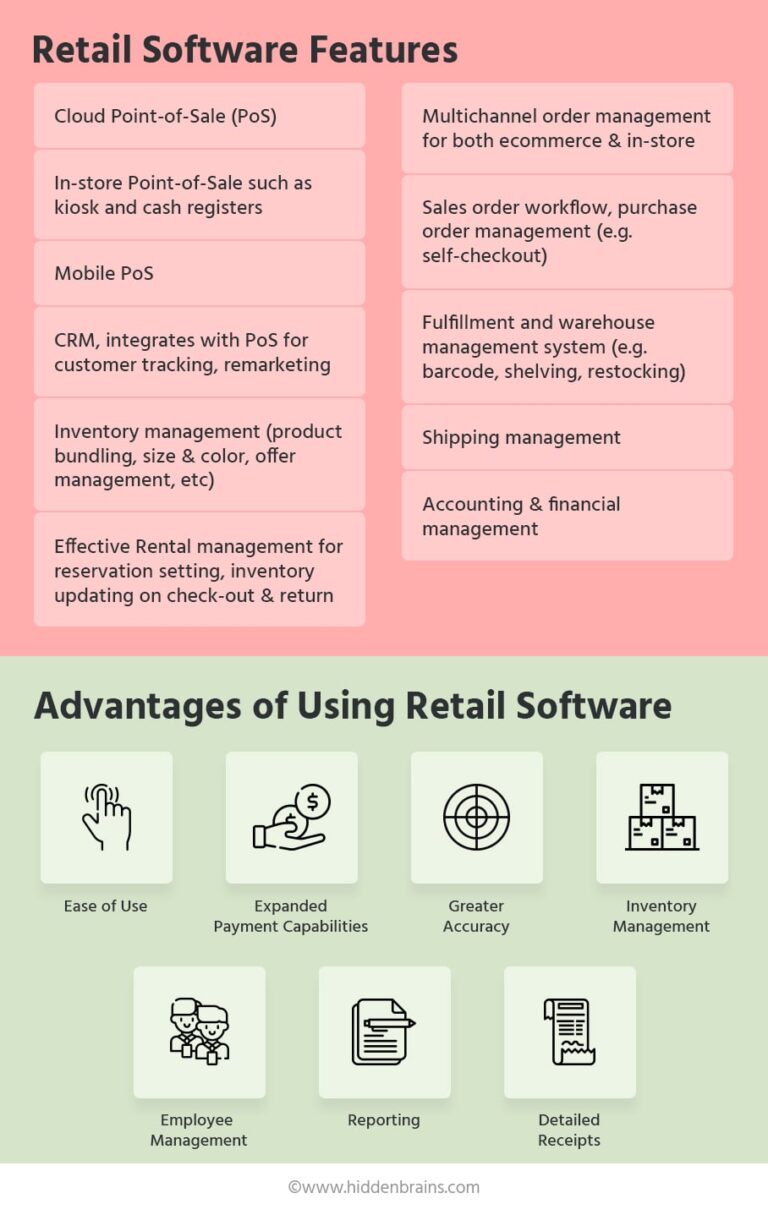 Retail Software Features
Cloud Point-of-Sale (PoS)
In-store Point-of-Sale such as
kiosk and cash registers
Mobile PoS
CRM, integrates with PoS for
customer tracking, remarketing
Inventory management (product
bundling, size & color, offer
management, etc)
Effective Rental management for
reservation setting, inventory
updating on check-out & return
Multichannel order management
for both ecommerce & in-store
Sales order workflow, purchase
order management (e.g.
self-checkout)
Fulfillment and warehouse
management system (e.g.
barcode, shelving, restocking)
Shipping management
Accounting & financial
management
Advantages of Using Retail Software
$
$
Ease of Use
Expanded
Payment Capabilities
Greater
Accuracy
Inventory
Management
Employee
Management
Reporting
Detailed
Receipts
©www.hiddenbrains.com